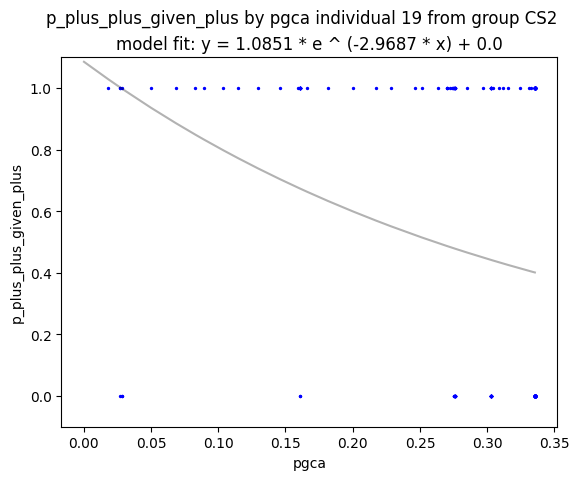 p_plus_plus_given_plus by pgca individual 19 from group CS2
model fit: y = 1.0851 * e ^ (-2.9687 * x) + 0.0
p_plus_plus_given_plus
1.0
0.8
0.6
0.4
0.2
0.0
0.00 0.05 0.10 0.15 0.20 0.25 0.30 0.35
pgca